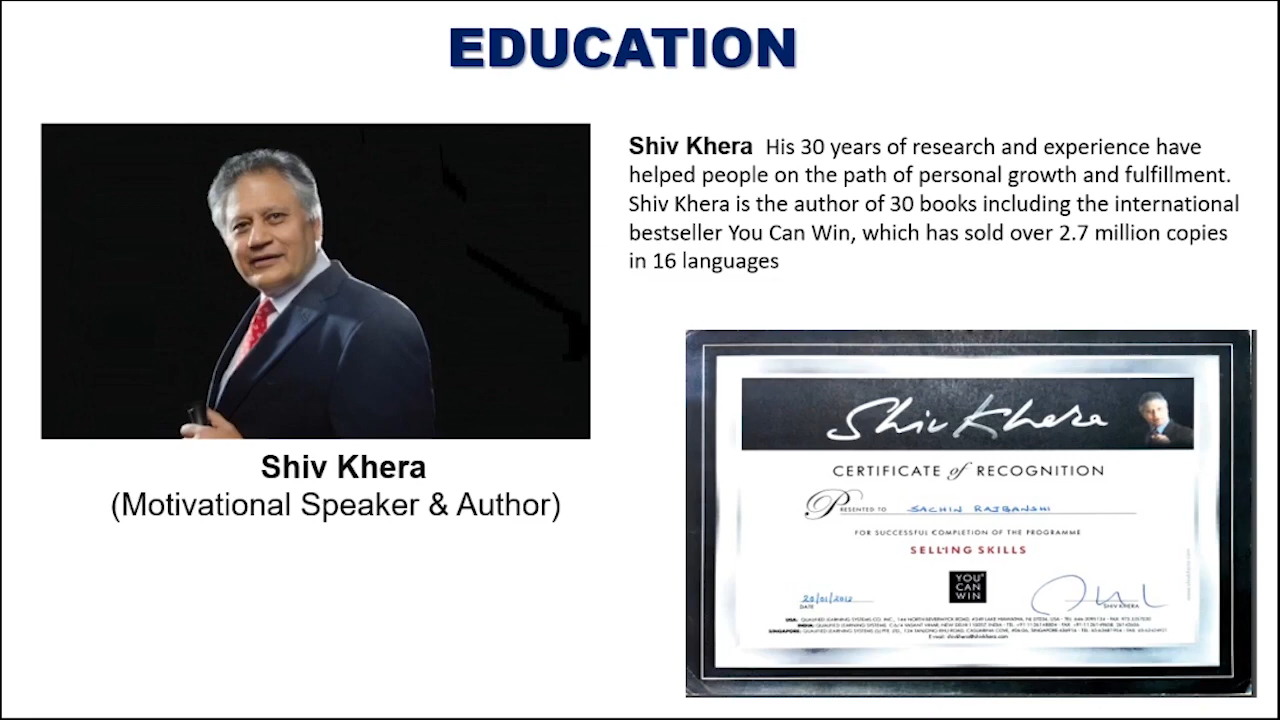 EDUCATION
Shiv Khera His 30 years of research and experience have
helped people on the path of personal growth and fulfillment.
Shiv Khera is the author of 30 books including the international
bestseller You Can Win, which has sold over 2.7 million copies
in 16 languages
Shiv Khera
(Motivational Speaker & Author)
Shiv Khera
CERTIFICATE of RECOGNITION
PRESENTED TO SACHIN RAJBANSHI
FOR SUCCESSFUL COMPLETION OF THE PROGRAMME
SELLING SKILLS
YOU
CAN
WIN
20/01/2012
DATE
SHIV KHERA